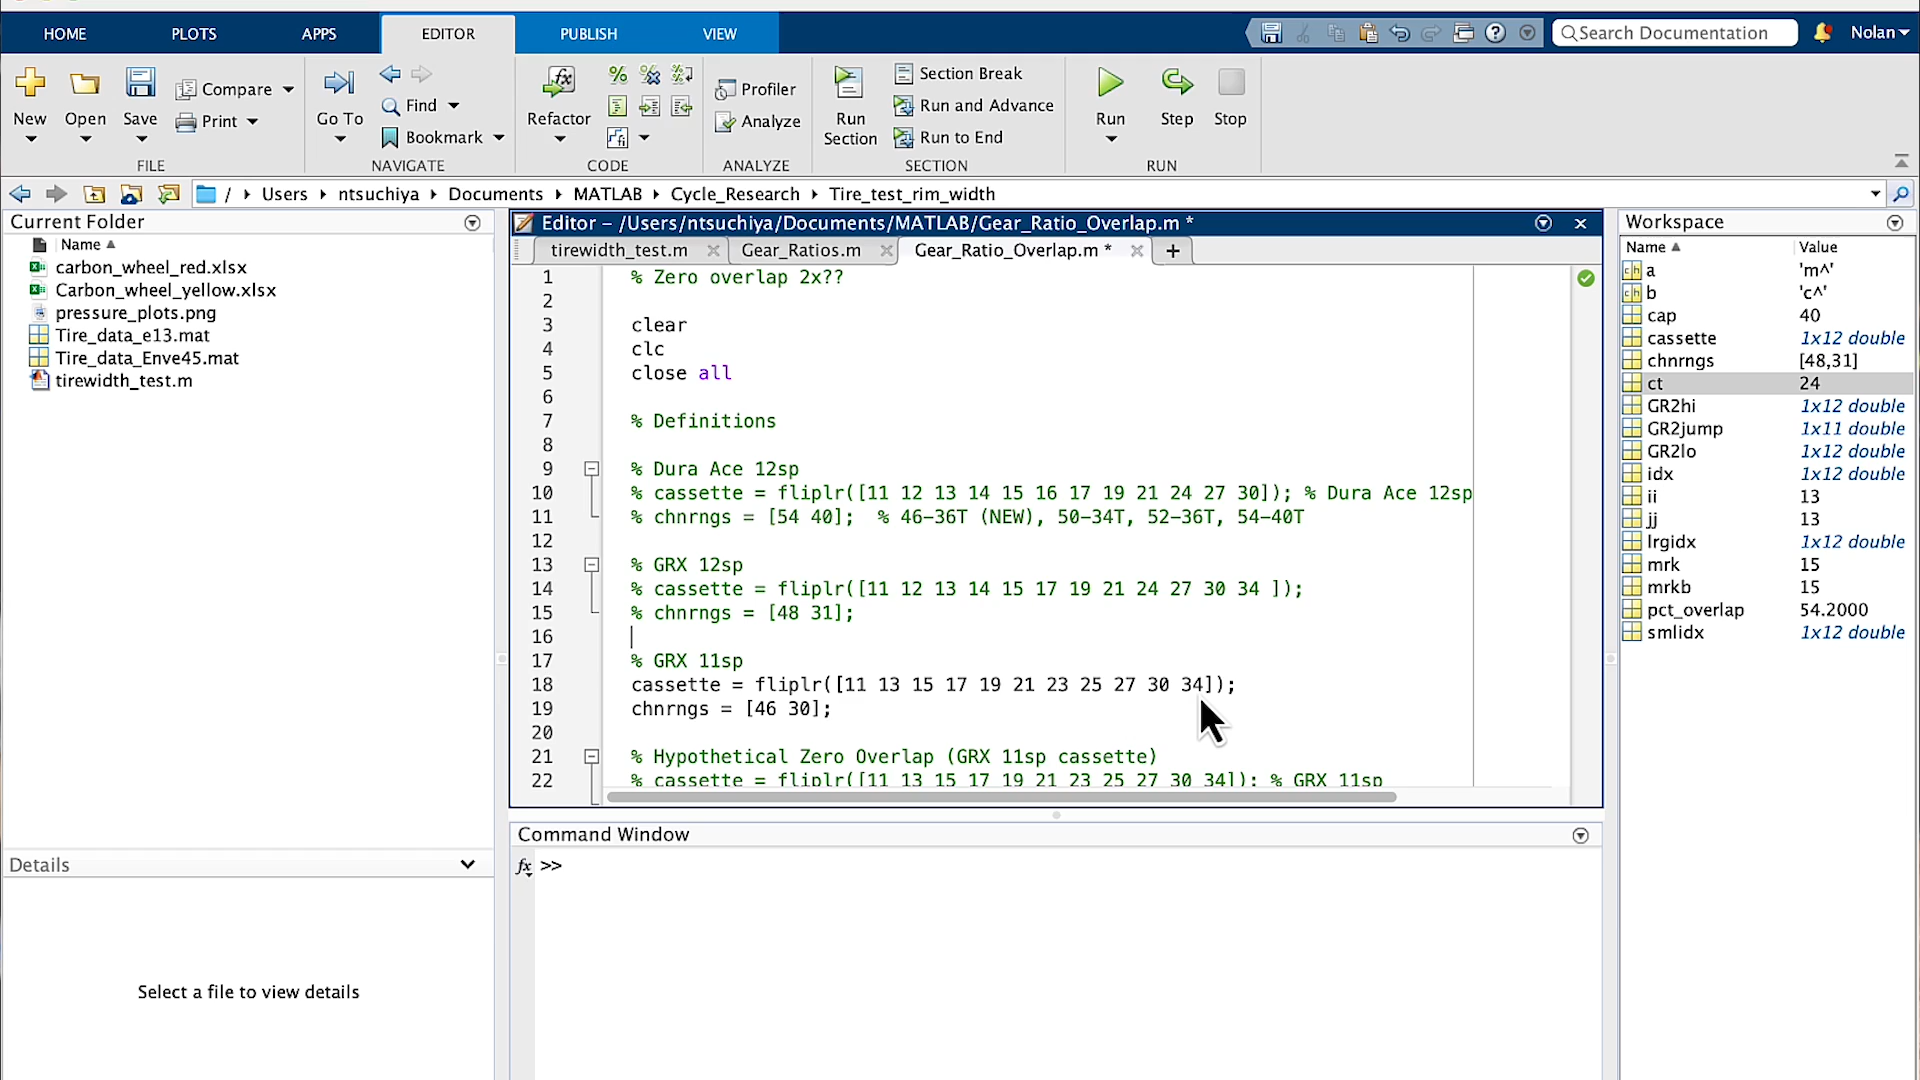 HOME PLOTS APPS EDITOR PUBLISH VIEW Search Documentation Nolan
New Open Save Compare Print Go To Find Bookmark Refactor Profiler Analyze Run Section Section Break Run and Advance Run to End Run Step Stop
FILE NAVIGATE CODE ANALYZE SECTION RUN
/ Users ntsuchiya Documents MATLAB Cycle_Research Tire_test_rim_width
Current Folder
Name
carbon_wheel_red.xlsx
Carbon_wheel_yellow.xlsx
pressure_plots.png
Tire_data_e13.mat
Tire_data_Enve45.mat
tirewidth_test.m
Details
Select a file to view details
Editor – /Users/ntsuchiya/Documents/MATLAB/Gear_Ratio_Overlap.m *
tirewidth_test.m Gear_Ratios.m Gear_Ratio_Overlap.m * +
1 % Zero overlap 2x??
2
3 clear
4 clc
5 close all
6
7 % Definitions
8
9 % Dura Ace 12sp
10 % cassette = fliplr([11 12 13 14 15 16 17 19 21 24 27 30]); % Dura Ace 12sp
11 % chnrngs = [54 40];  % 46-36T (NEW), 50-34T, 52-36T, 54-40T
12
13 % GRX 12sp
14 % cassette = fliplr([11 12 13 14 15 17 19 21 24 27 30 34 ]);
15 % chnrngs = [48 31];
16
17 % GRX 11sp
18 cassette = fliplr([11 13 15 17 19 21 23 25 27 30 34]);
19 chnrngs = [46 30];
20
21 % Hypothetical Zero Overlap (GRX 11sp cassette)
22 % cassette = fliplr([11 13 15 17 19 21 23 25 27 30 34]); % GRX 11sp
Command Window
fx >>
Workspace
Name Value
a 'm^'
b 'c^'
cap 40
cassette 1x12 double
chnrngs [48,31]
ct 24
GR2hi 1x12 double
GR2jump 1x11 double
GR2lo 1x12 double
idx 1x12 double
ii 13
jj 13
lrgidx 1x12 double
mrk 15
mrkb 15
pct_overlap 54.2000
smlidx 1x12 double